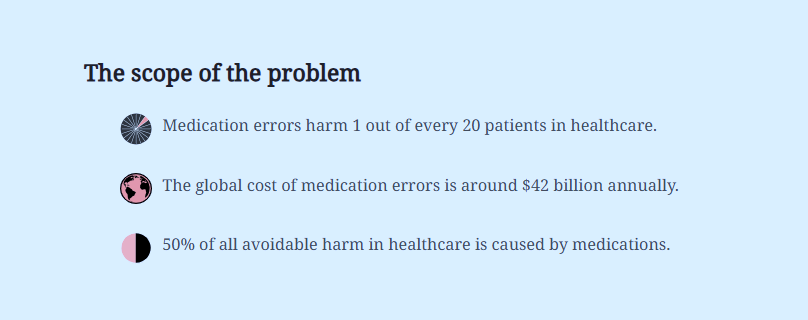 The scope of the problem
Medication errors harm 1 out of every 20 patients in healthcare.
The global cost of medication errors is around $42 billion annually.
50% of all avoidable harm in healthcare is caused by medications.